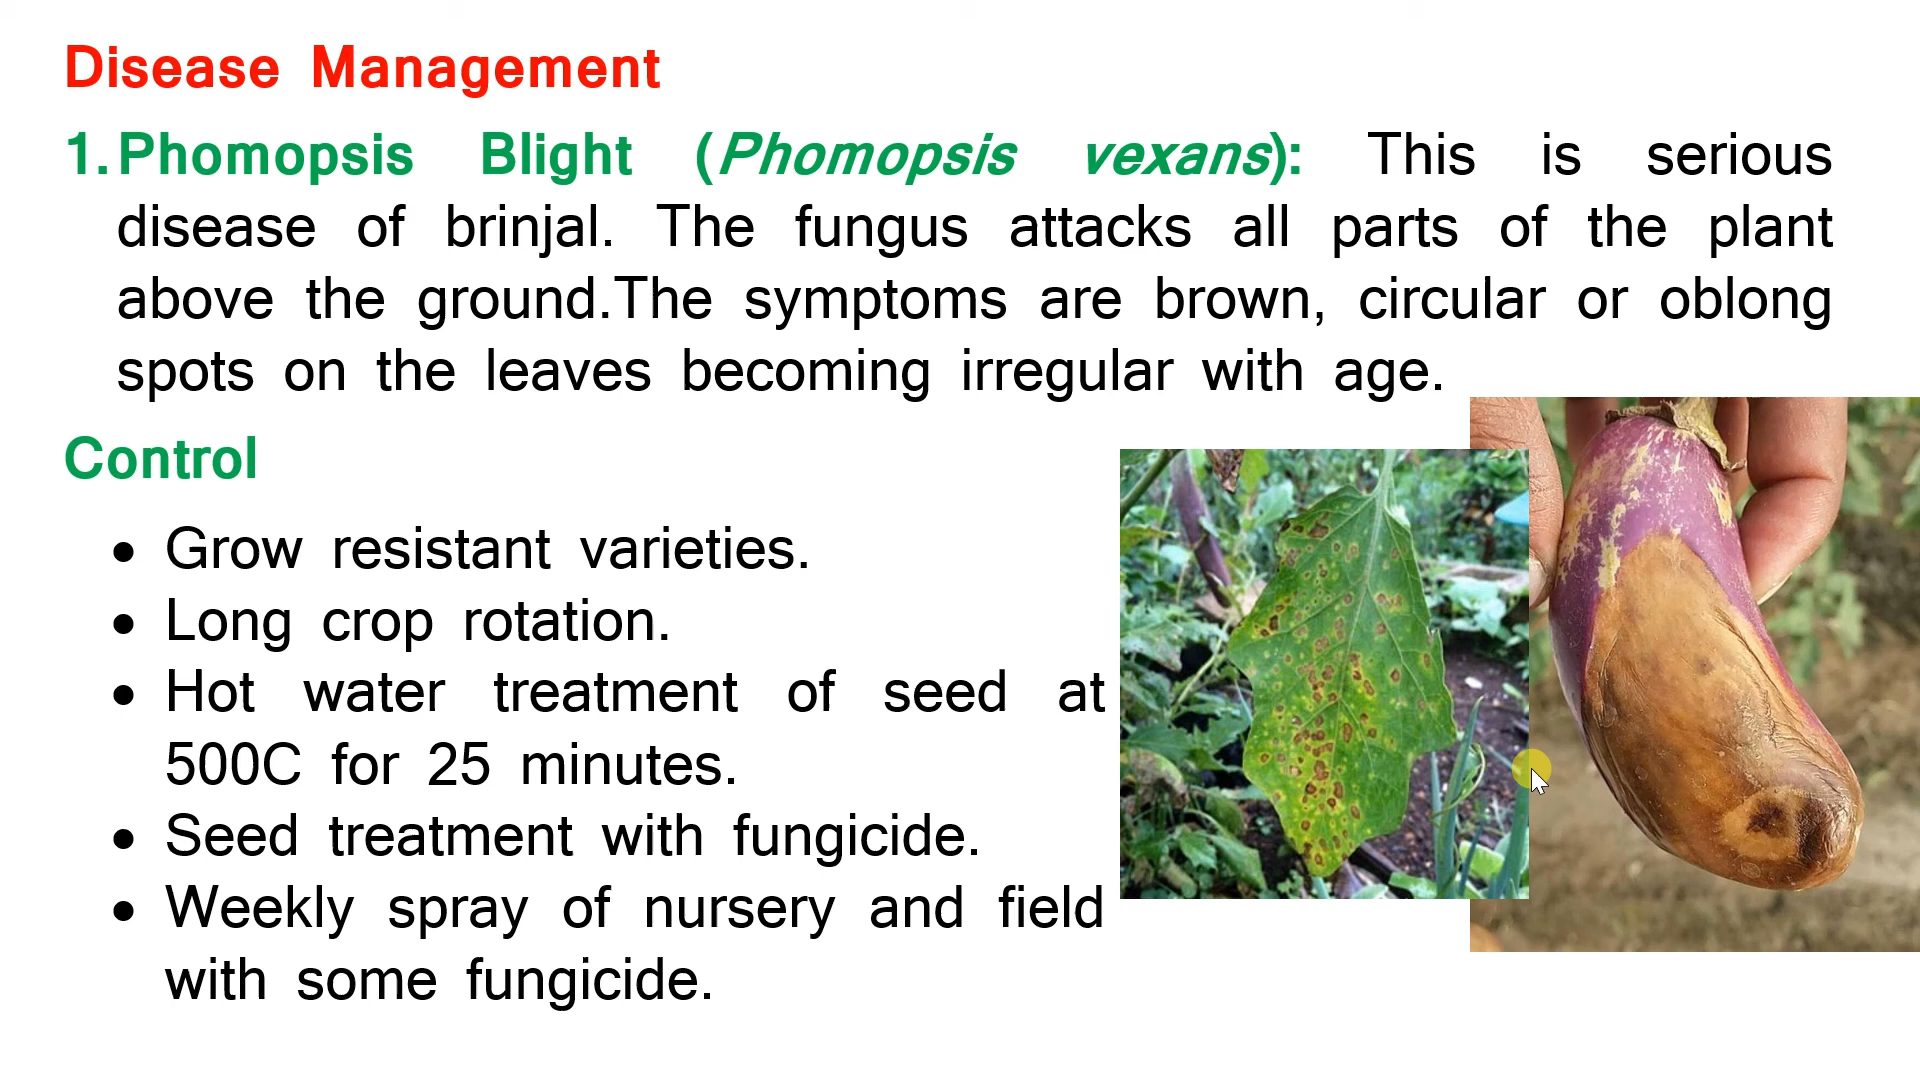 Disease Management
1. Phomopsis Blight (Phomopsis vexans): This is serious
disease of brinjal. The fungus attacks all parts of the plant
above the ground.The symptoms are brown, circular or oblong
spots on the leaves becoming irregular with age.
Control
• Grow resistant varieties.
• Long crop rotation.
• Hot water treatment of seed at
500C for 25 minutes.
• Seed treatment with fungicide.
• Weekly spray of nursery and field
with some fungicide.